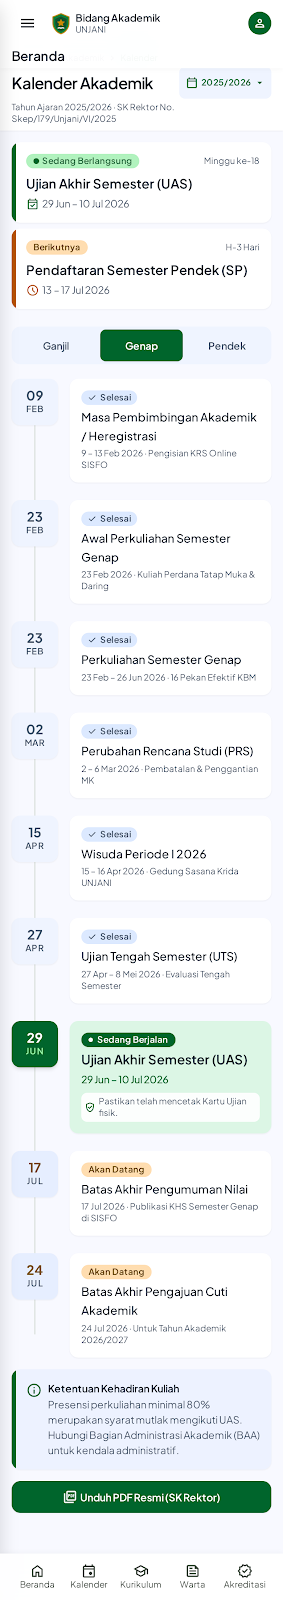 Bidang Akademik
UNJANI
Beranda
Kalender Akademik
2025/2026
Tahun Ajaran 2025/2026 · SK Rektor No.
Skep/179/Unjani/VI/2025
Sedang Berlangsung
Minggu ke-18
Ujian Akhir Semester (UAS)
29 Jun – 10 Jul 2026
Berikutnya
H-3 Hari
Pendaftaran Semester Pendek (SP)
13 – 17 Jul 2026
Ganjil
Genap
Pendek
09
FEB
Selesai
Masa Pembimbingan Akademik
/ Heregistrasi
9 – 13 Feb 2026 · Pengisian KRS Online
SISFO
23
FEB
Selesai
Awal Perkuliahan Semester
Genap
23 Feb 2026 · Kuliah Perdana Tatap Muka &
Daring
23
FEB
Selesai
Perkuliahan Semester Genap
23 Feb – 26 Jun 2026 · 16 Pekan Efektif KBM
02
MAR
Selesai
Perubahan Rencana Studi (PRS)
2 – 6 Mar 2026 · Pembatalan & Penggantian
MK
15
APR
Selesai
Wisuda Periode I 2026
15 – 16 Apr 2026 · Gedung Sasana Krida
UNJANI
27
APR
Selesai
Ujian Tengah Semester (UTS)
27 Apr – 8 Mei 2026 · Evaluasi Tengah
Semester
29
JUN
Sedang Berjalan
Ujian Akhir Semester (UAS)
29 Jun – 10 Jul 2026
Pastikan telah mencetak Kartu Ujian
fisik.
17
JUL
Akan Datang
Batas Akhir Pengumuman Nilai
17 Jul 2026 · Publikasi KHS Semester Genap
di SISFO
24
JUL
Akan Datang
Batas Akhir Pengajuan Cuti
Akademik
24 Jul 2026 · Untuk Tahun Akademik
2026/2027
Ketentuan Kehadiran Kuliah
Presensi perkuliahan minimal 80%
merupakan syarat mutlak mengikuti UAS.
Hubungi Bagian Administrasi Akademik (BAA)
untuk kendala administratif.
Unduh PDF Resmi (SK Rektor)
Beranda
Kalender
Kurikulum
Warta
Akreditasi